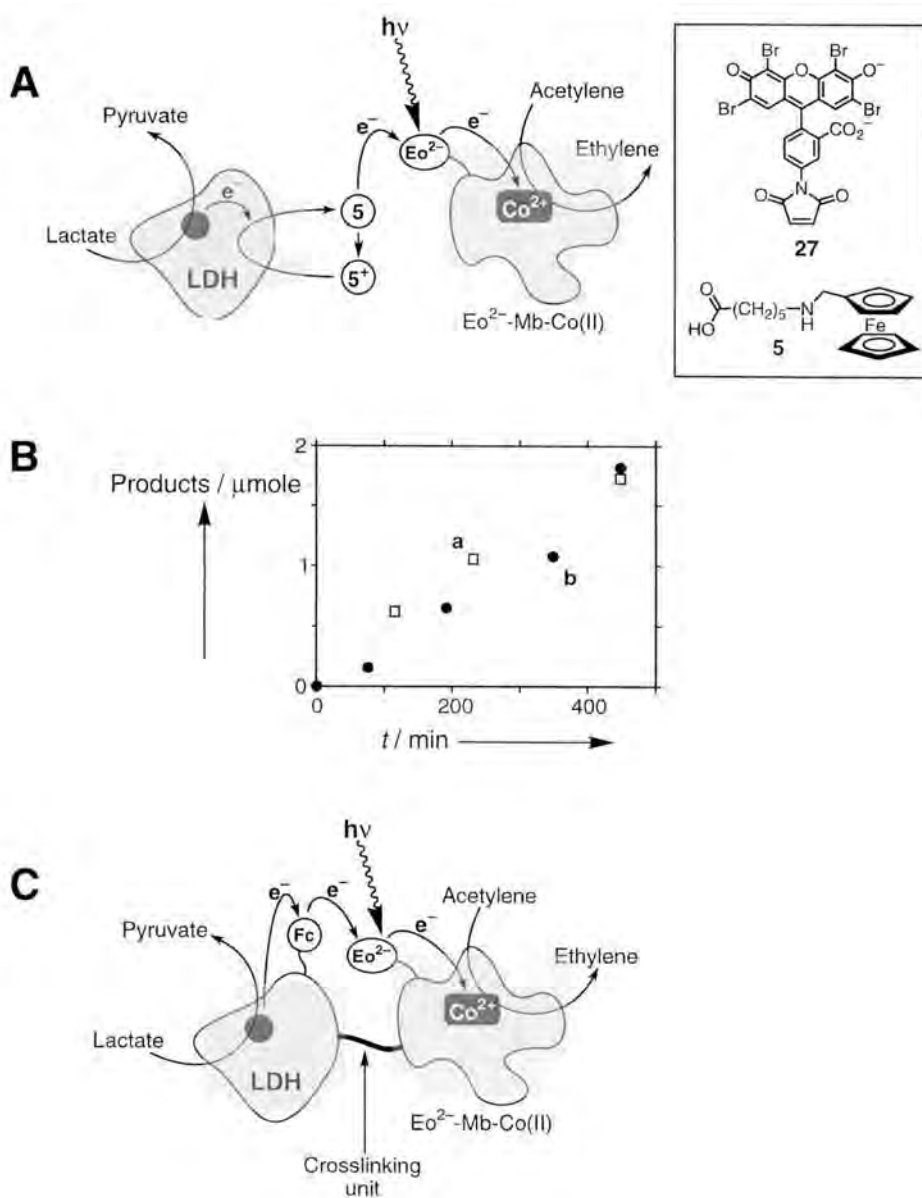 A
hν
Pyruvate
e⁻
e⁻
Acetylene
Eo²⁻
Ethylene
e⁻
5
Co²⁺
Lactate
LDH
5⁺
Eo²⁻-Mb-Co(II)
Br
Br
O
O
O⁻
Br
Br
CO₂⁻
N
O
O
27
O
HO
(CH₂)₅
N
H
Fe
5
B
2
Products / μmole
a
1
b
0
0
200
400
t / min
C
hν
e⁻
e⁻
Acetylene
Fc
e⁻
Pyruvate
Eo²⁻
Ethylene
Co²⁺
Lactate
LDH
Eo²⁻-Mb-Co(II)
Crosslinking
unit